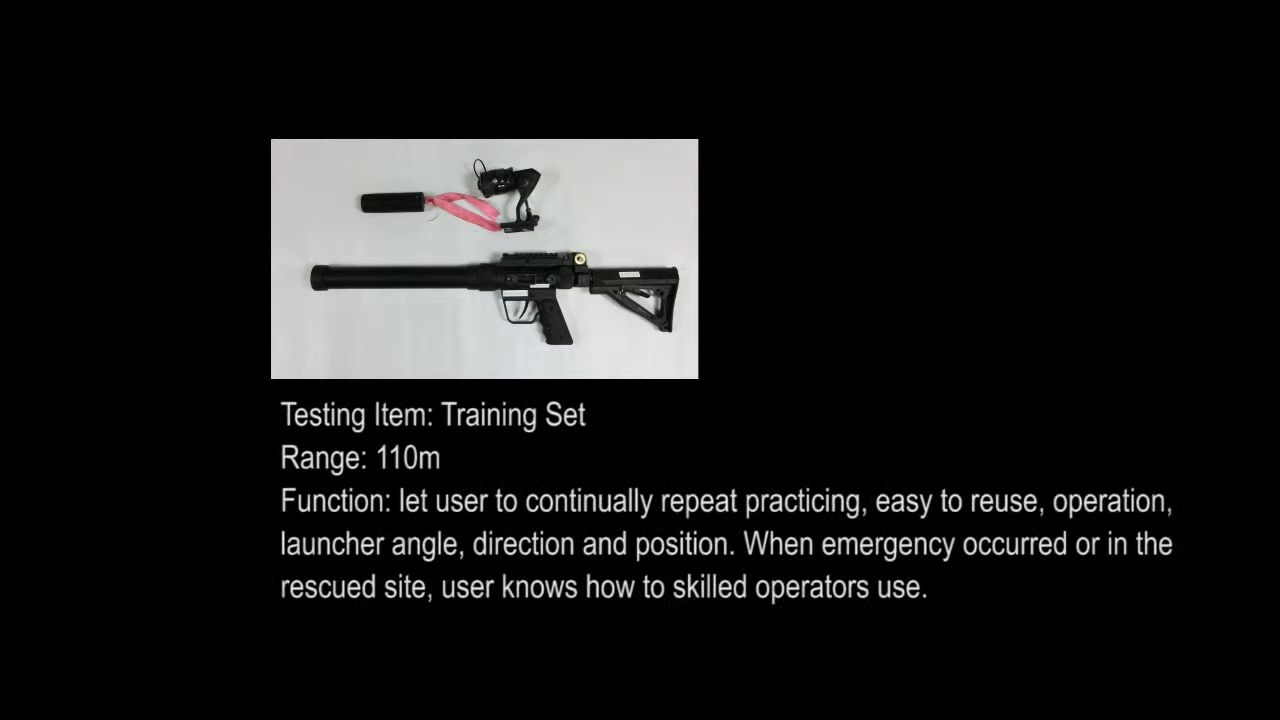 Testing Item: Training Set
Range: 110m
Function: let user to continually repeat practicing, easy to reuse, operation,
launcher angle, direction and position. When emergency occurred or in the
rescued site, user knows how to skilled operators use.